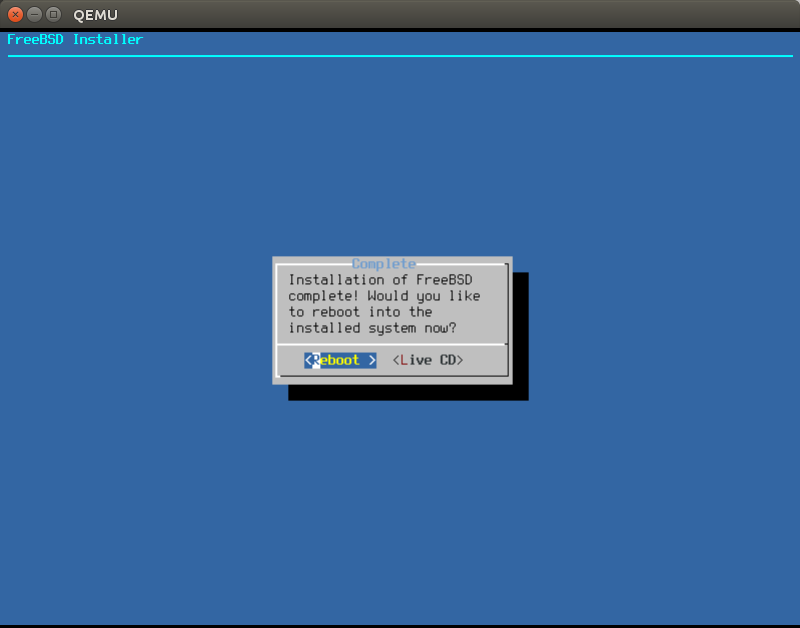 QEMU
FreeBSD Installer
Complete
Installation of FreeBSD
complete! Would you like
to reboot into the
installed system now?
<Reboot > <Live CD>